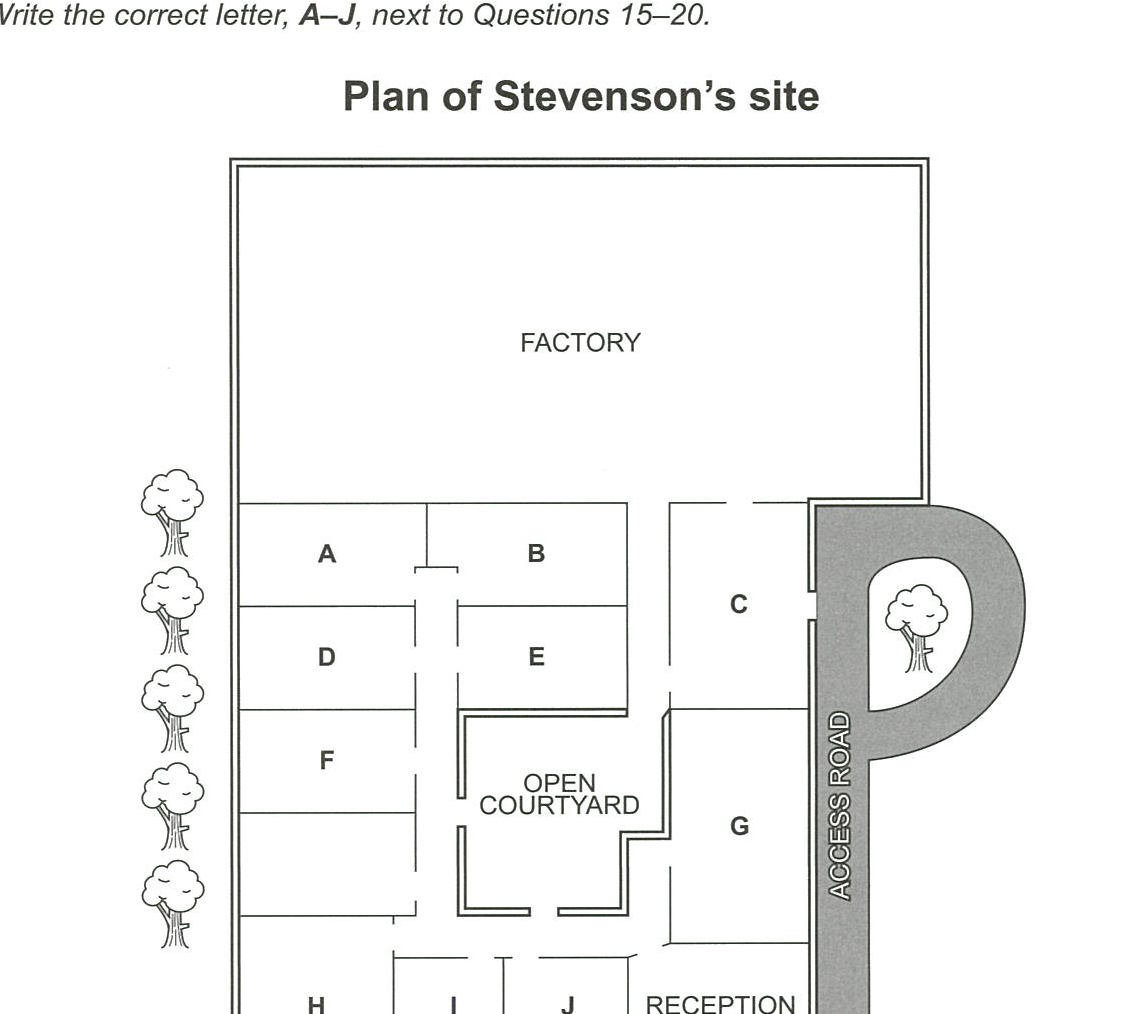 Write the correct letter, A–J, next to Questions 15–20.
Plan of Stevenson's site
FACTORY
A
B
C
D
E
F
OPEN
COURTYARD
G
ACCESS ROAD
H
I
J
RECEPTION